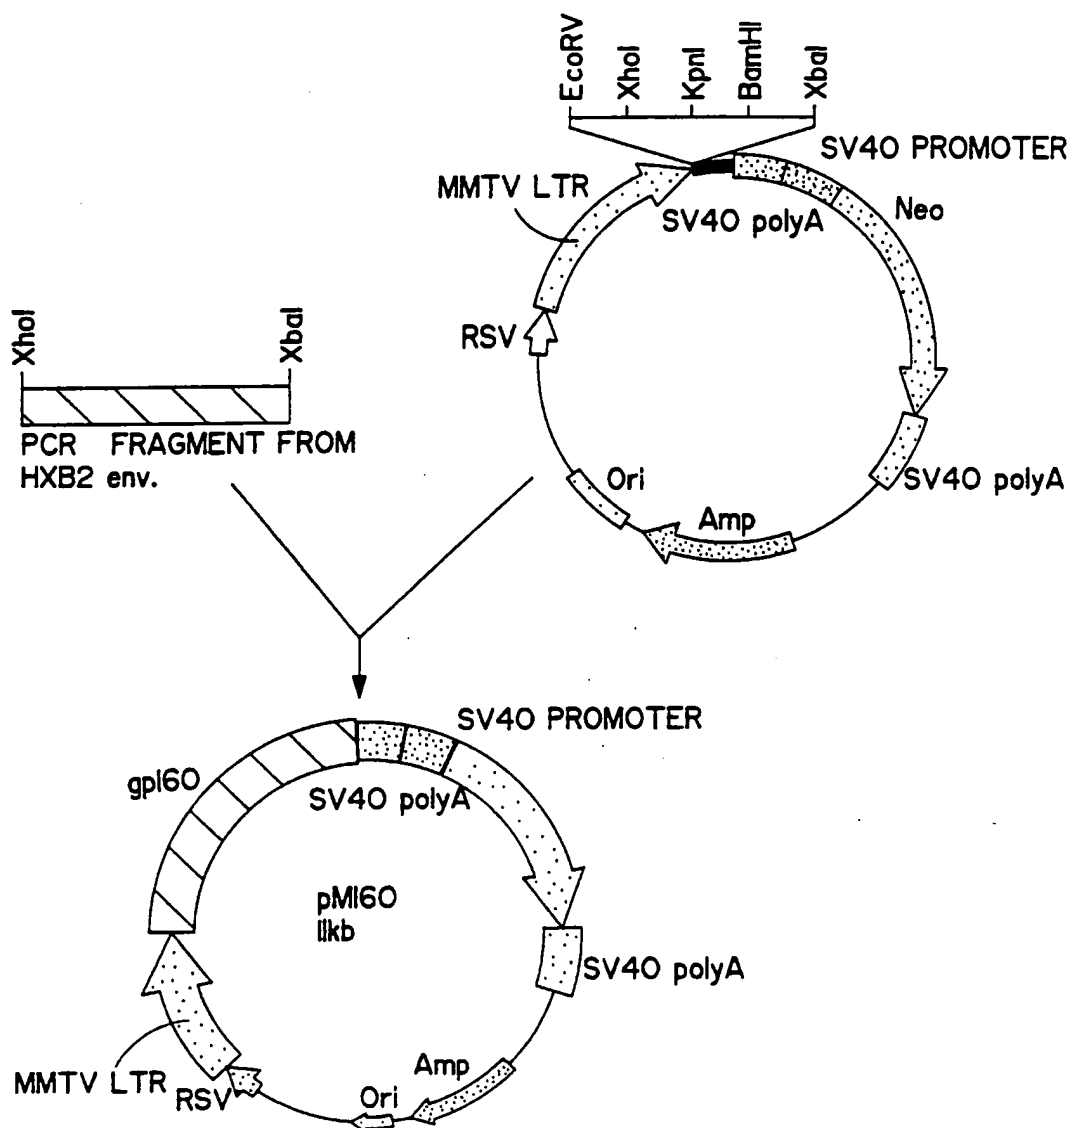 EcoRV
XhoI
KpnI
BamHI
XbaI
SV40 PROMOTER
MMTV LTR
SV40 polyA
Neo
RSV
XhoI
XbaI
PCR FRAGMENT FROM
HXB2 env.
Ori
SV40 polyA
Amp
SV40 PROMOTER
gp160
SV40 polyA
pM160
11kb
SV40 polyA
MMTV LTR
RSV
Ori
Amp